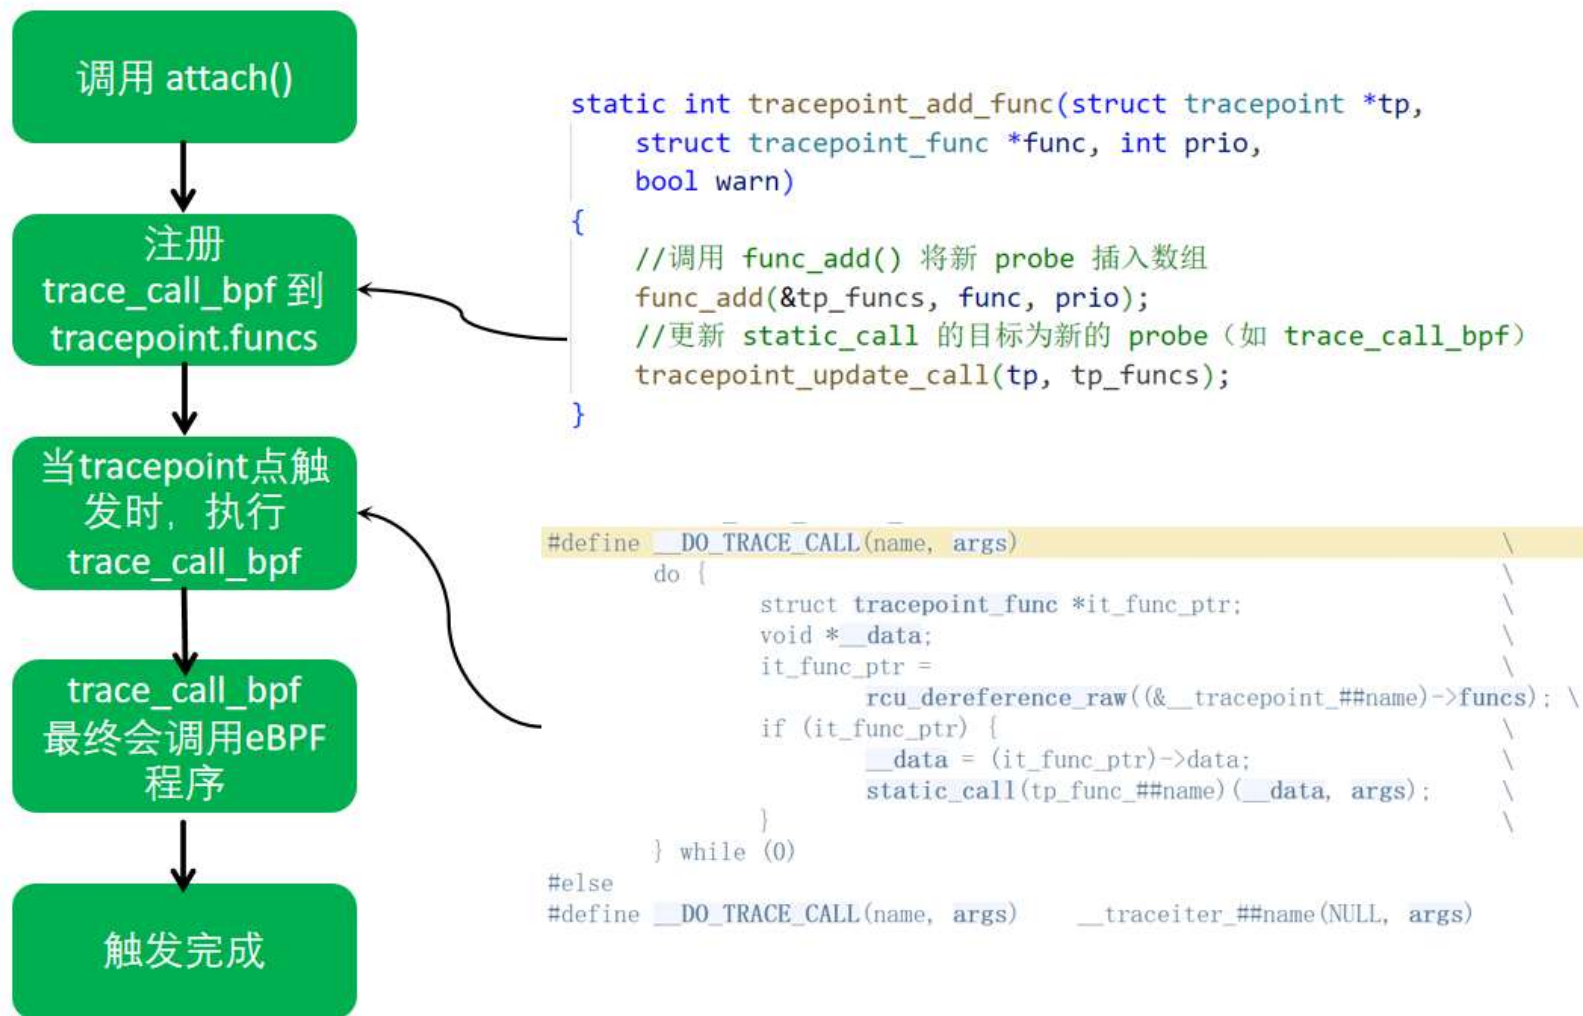 调用 attach()
注册
trace_call_bpf 到
tracepoint.funcs
当tracepoint点触
发时，执行
trace_call_bpf
trace_call_bpf
最终会调用eBPF
程序
触发完成
static int tracepoint_add_func(struct tracepoint *tp,
    struct tracepoint_func *func, int prio,
    bool warn)
{
    //调用 func_add() 将新 probe 插入数组
    func_add(&tp_funcs, func, prio);
    //更新 static_call 的目标为新的 probe（如 trace_call_bpf）
    tracepoint_update_call(tp, tp_funcs);
}
#define __DO_TRACE_CALL(name, args) \
        do { \
                struct tracepoint_func *it_func_ptr; \
                void *__data; \
                it_func_ptr = \
                        rcu_dereference_raw((&__tracepoint_##name)->funcs); \
                if (it_func_ptr) { \
                        __data = (it_func_ptr)->data; \
                        static_call(tp_func_##name)(__data, args); \
                } \
        } while (0)
#else
#define __DO_TRACE_CALL(name, args)    __traceiter_##name(NULL, args)